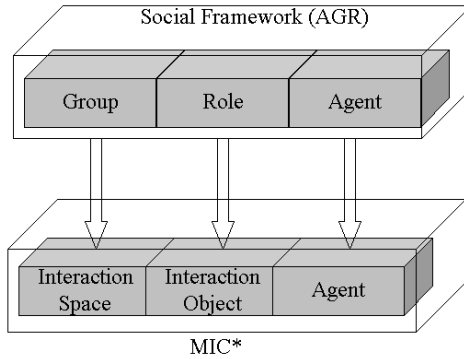 Social Framework (AGR)
Group Role Agent
Interaction Interaction Agent
Space Object
MIC*